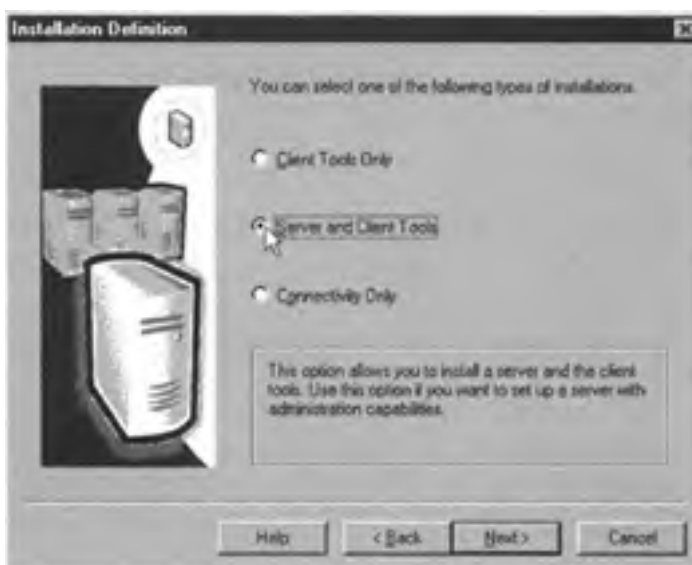 Installation Definition
You can select one of the following types of installations.
Client Tools Only
Server and Client Tools
Connectivity Only
This option allows you to install a server and the client
tools. Use this option if you want to set up a server with
administration capabilities.
Help
< Back
Next >
Cancel